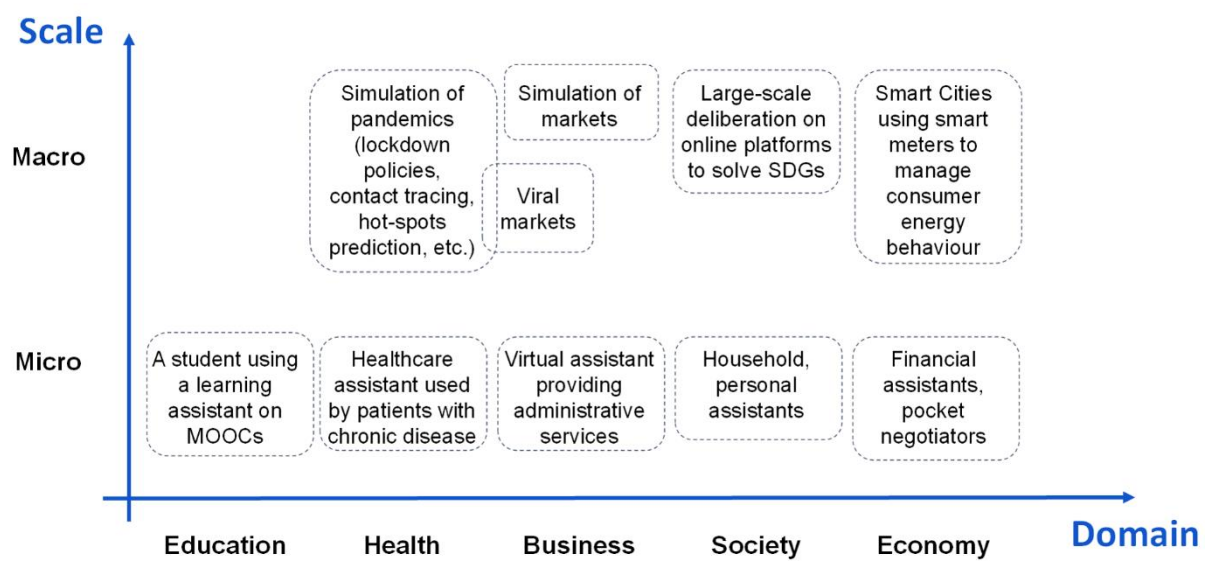 Scale
Macro
Simulation of
pandemics
(lockdown
policies,
contact tracing,
hot-spots
prediction, etc.)
Simulation of
markets
Viral
markets
Large-scale
deliberation on
online platforms
to solve SDGs
Smart Cities
using smart
meters to
manage
consumer
energy
behaviour
Micro
A student using
a learning
assistant on
MOOCs
Healthcare
assistant used
by patients with
chronic disease
Virtual assistant
providing
administrative
services
Household,
personal
assistants
Financial
assistants,
pocket
negotiators
Education
Health
Business
Society
Economy
Domain